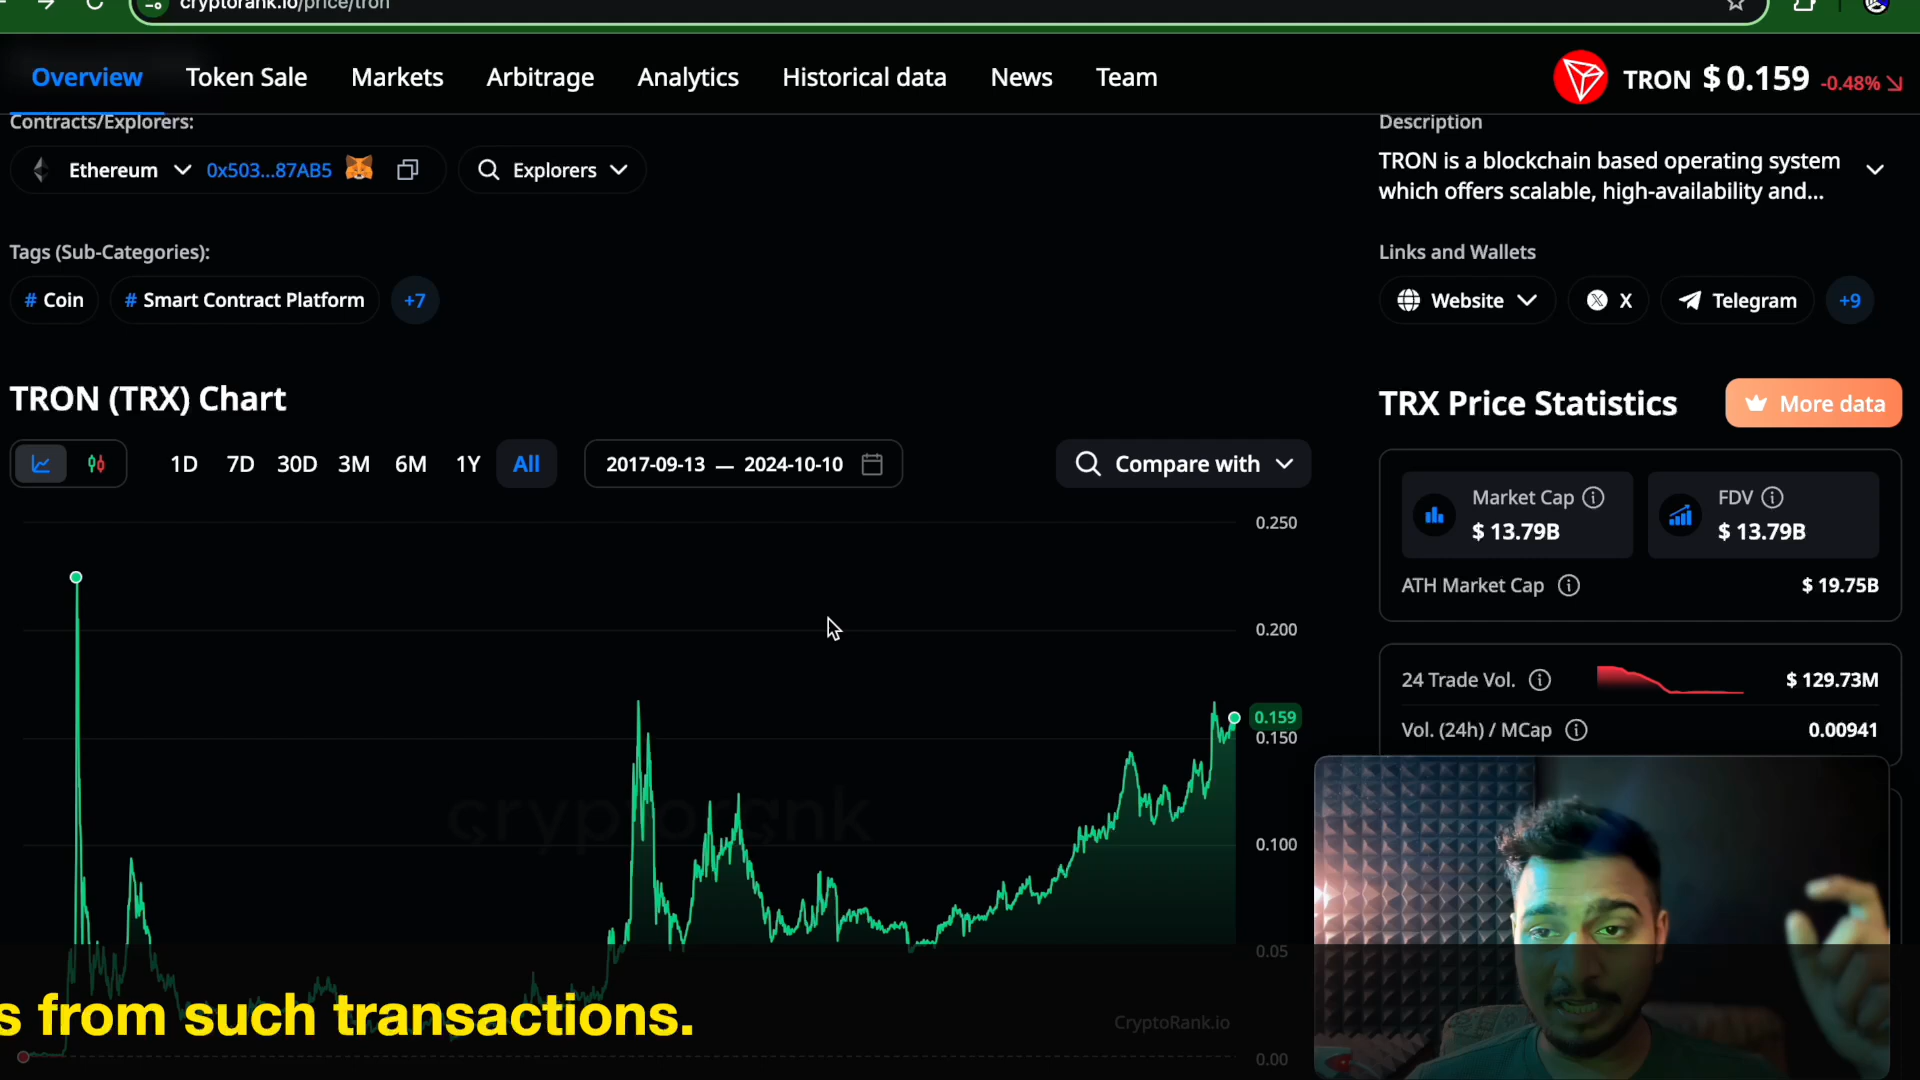 cryptorank.io/price/tron
Overview
Token Sale
Markets
Arbitrage
Analytics
Historical data
News
Team
TRON $ 0.159 -0.48%
Contracts/Explorers:
Ethereum
0x503...87AB5
Explorers
Tags (Sub-Categories):
# Coin
# Smart Contract Platform
+7
Description
TRON is a blockchain based operating system
which offers scalable, high-availability and...
Links and Wallets
Website
X
Telegram
+9
TRON (TRX) Chart
1D
7D
30D
3M
6M
1Y
All
2017-09-13 — 2024-10-10
Compare with
0.250
0.200
0.159
0.150
0.100
0.05
0.00
cryptorank
CryptoRank.io
TRX Price Statistics
More data
Market Cap
$ 13.79B
FDV
$ 13.79B
ATH Market Cap
$ 19.75B
24 Trade Vol.
$ 129.73M
Vol. (24h) / MCap
0.00941
s from such transactions.